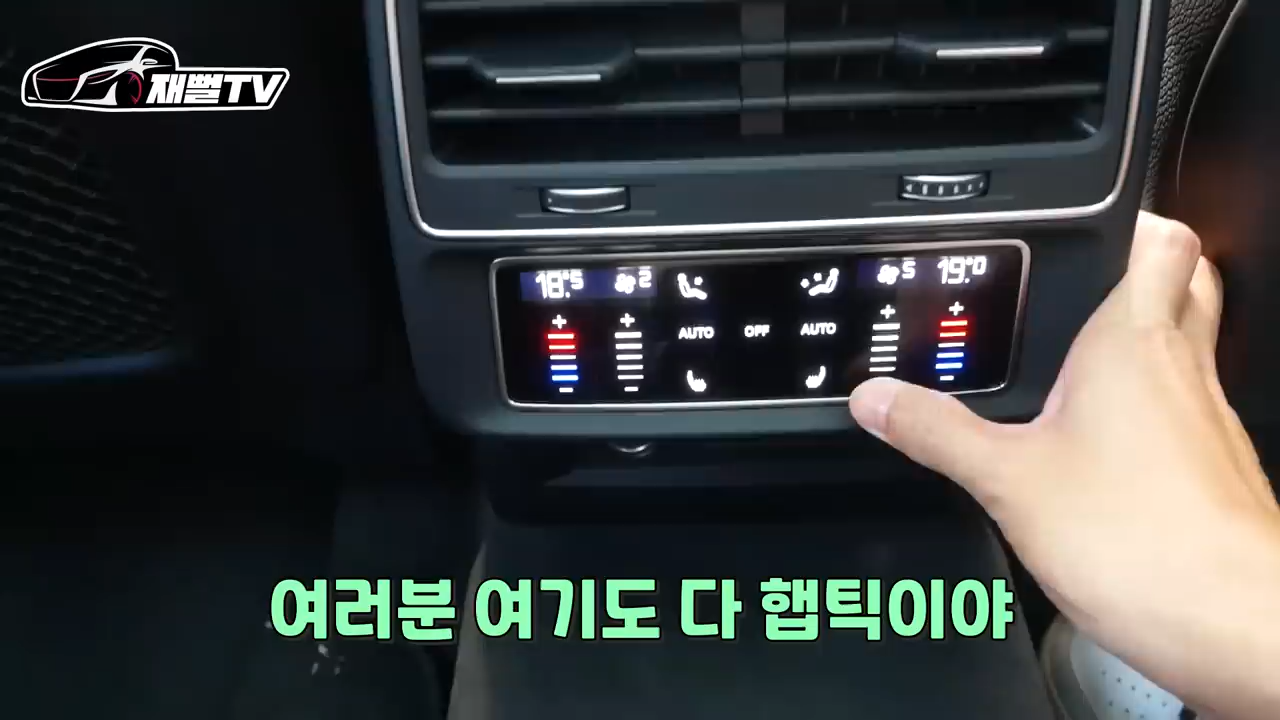 재뻘TV
18.5 2 5 19.0
+ + + +
AUTO OFF AUTO
- - - -
여러분 여기도 다 햅틱이야